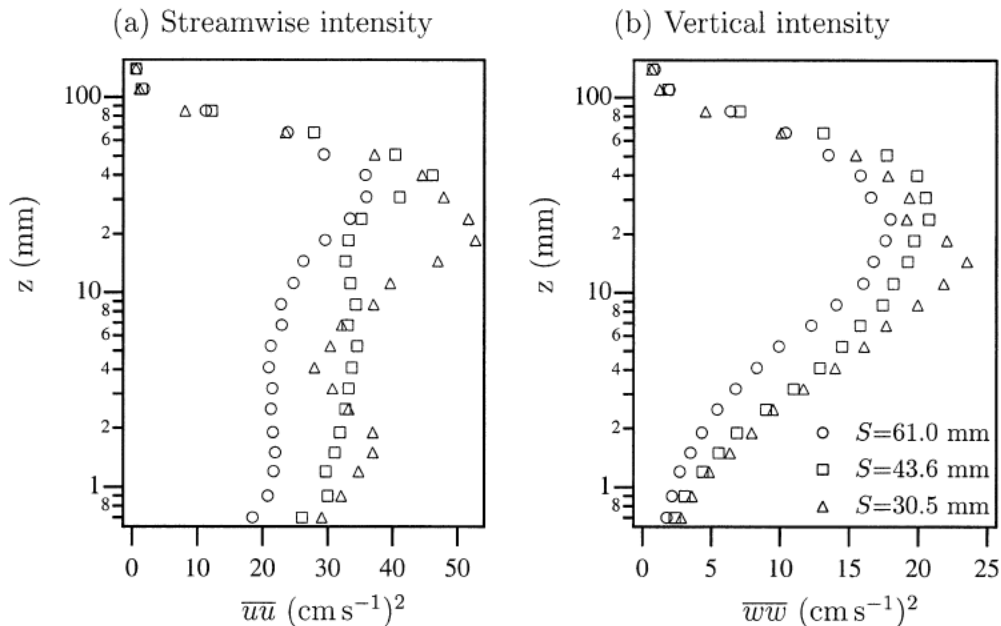 (a) Streamwise intensity
z (mm)
100
8
6
4
2
10
8
6
4
2
1
8
0 10 20 30 40 50
u̅u̅ (cm s⁻¹)²
(b) Vertical intensity
z (mm)
100
8
6
4
2
10
8
6
4
2
1
8
S=61.0 mm
S=43.6 mm
S=30.5 mm
0 5 10 15 20 25
w̅w̅ (cm s⁻¹)²